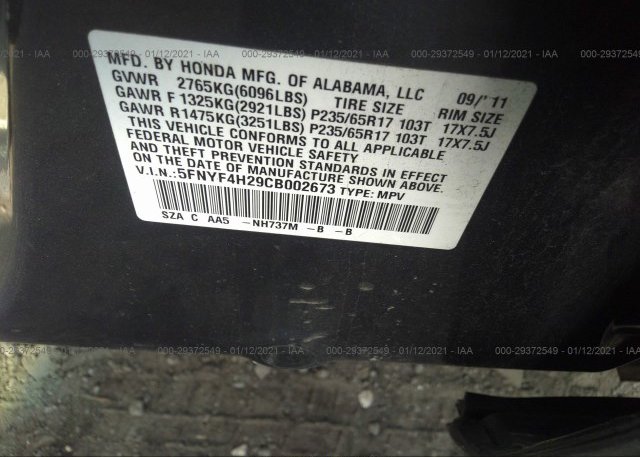 000-29372549 - 01/12/2021 - IAA 000-29372549 - 01/12/2021 - IAA 000-29372549 - 01/12/2021 - IAA
MFD. BY HONDA MFG. OF ALABAMA, LLC 09/'11
GVWR 2765KG(6096LBS) TIRE SIZE RIM SIZE
GAWR F 1325KG(2921LBS) P235/65R17 103T 17X7.5J
GAWR R1475KG(3251LBS) P235/65R17 103T 17X7.5J
THIS VEHICLE CONFORMS TO ALL APPLICABLE
FEDERAL MOTOR VEHICLE SAFETY
AND THEFT PREVENTION STANDARDS IN EFFECT
ON THE DATE OF MANUFACTURE SHOWN ABOVE.
V.I.N.:5FNYF4H29CB002673 TYPE: MPV
SZA C AA5 -NH737M -B -B
000-29372549 - 01/12/2021 - IAA 000-29372549 - 01/12/2021 - IAA 000-29372549 - 01/12/2021 - IAA